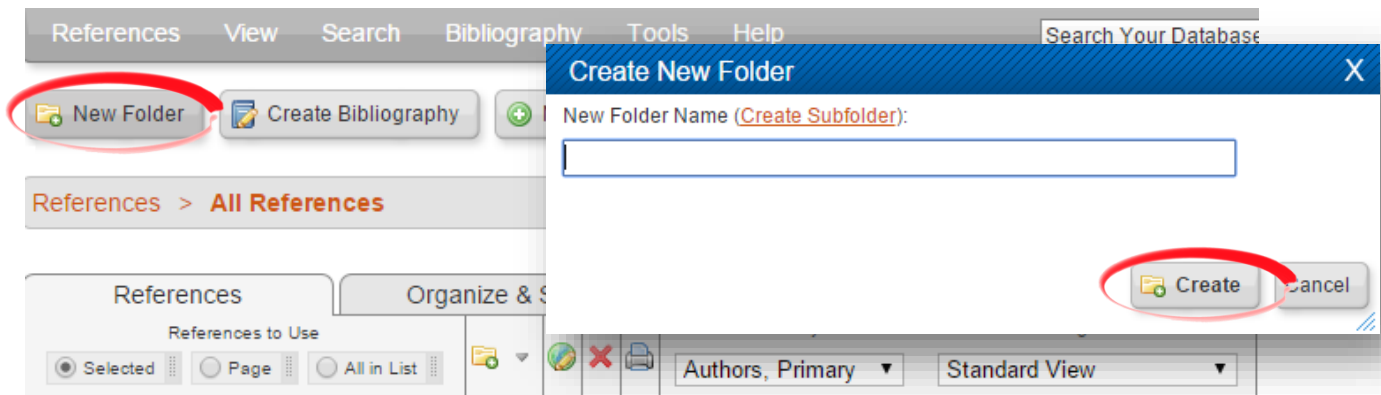 References View Search Bibliography Tools Help Search Your Database
Create New Folder X
New Folder Create Bibliography
New Folder Name (Create Subfolder):
References > All References
Create Cancel
References Organize &
References to Use
Selected Page All in List
Authors, Primary Standard View